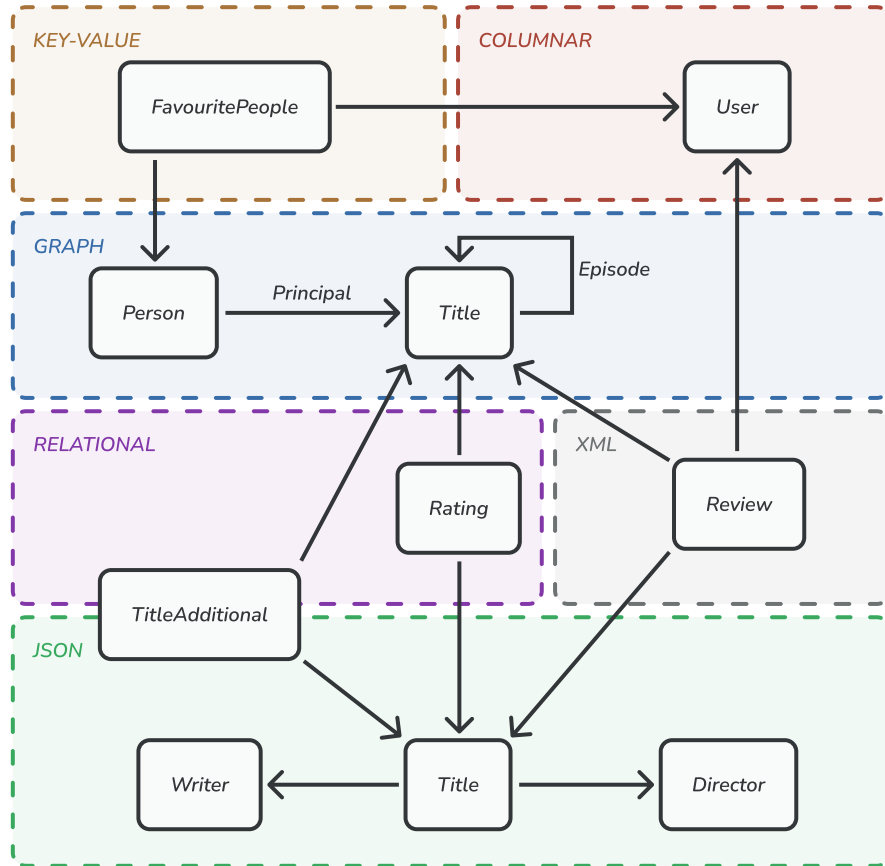 KEY-VALUE
COLUMNAR
FavouritePeople
User
GRAPH
Episode
Principal
Person
Title
RELATIONAL
XML
Rating
Review
TitleAdditional
JSON
Writer
Title
Director